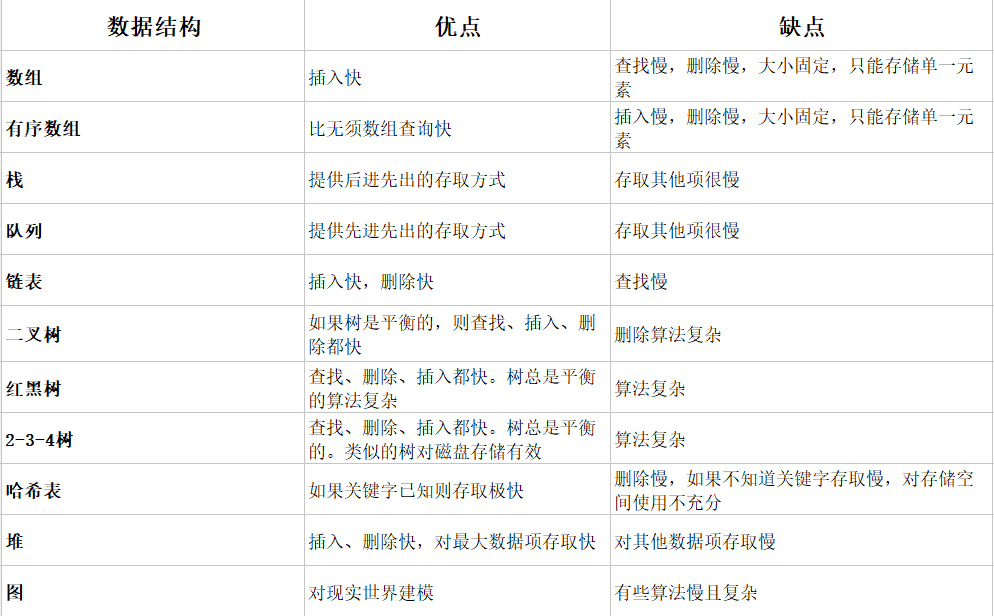 数据结构 优点 缺点
数组 插入快 查找慢，删除慢，大小固定，只能存储单一元
素
有序数组 比无须数组查询快 插入慢，删除慢，大小固定，只能存储单一元
素
栈 提供后进先出的存取方式 存取其他项很慢
队列 提供先进先出的存取方式 存取其他项很慢
链表 插入快，删除快 查找慢
二叉树 如果树是平衡的，则查找、插入、删
除都快 删除算法复杂
红黑树 查找、删除、插入都快。树总是平衡
的算法复杂 算法复杂
2-3-4树 查找、删除、插入都快。树总是平衡
的。类似的树对磁盘存储有效 算法复杂
哈希表 如果关键字已知则存取极快 删除慢，如果不知道关键字存取慢，对存储空
间使用不充分
堆 插入、删除快，对最大数据项存取快 对其他数据项存取慢
图 对现实世界建模 有些算法慢且复杂